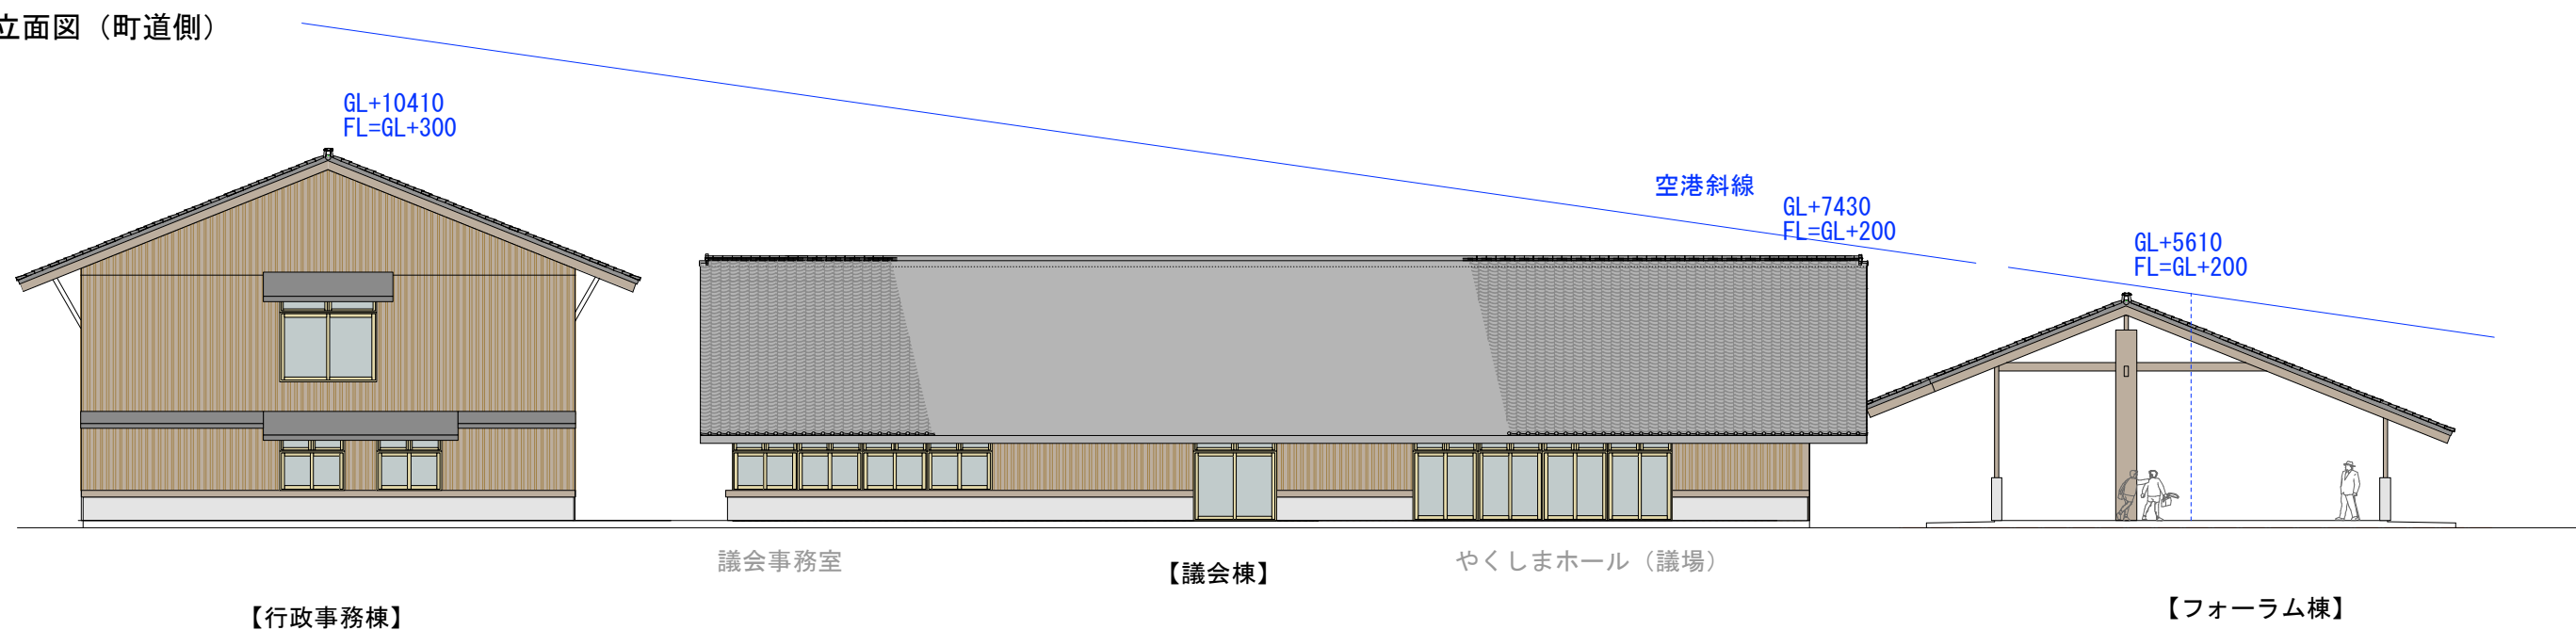 立面図（町道側）
GL+10410
FL=GL+300
空港斜線
GL+7430
FL=GL+200
GL+5610
FL=GL+200
議会事務室
やくしまホール（議場）
【議会棟】
【行政事務棟】
【フォーラム棟】